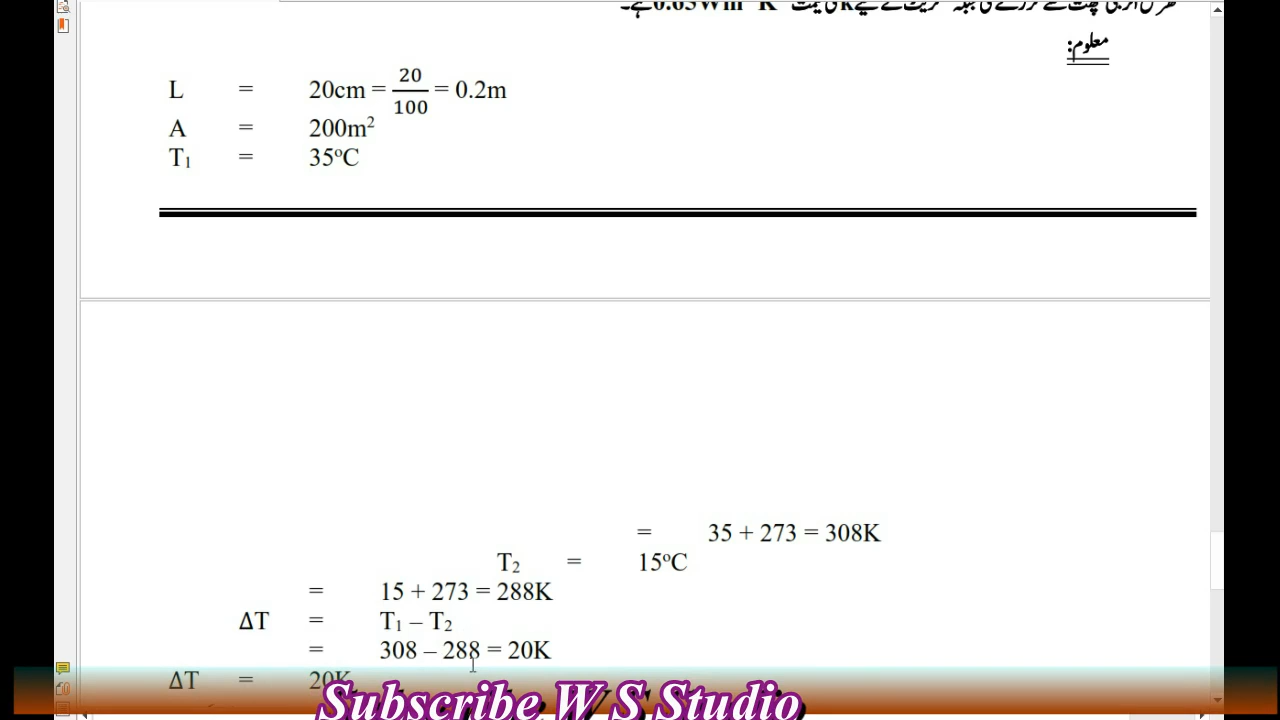 معلوم:
L = 20cm = 20/100 = 0.2m
A = 200m²
T₁ = 35°C
= 35 + 273 = 308K
T₂ = 15°C
= 15 + 273 = 288K
ΔT = T₁ – T₂
= 308 – 288 = 20K
ΔT = 20K
Subscribe W S Studio